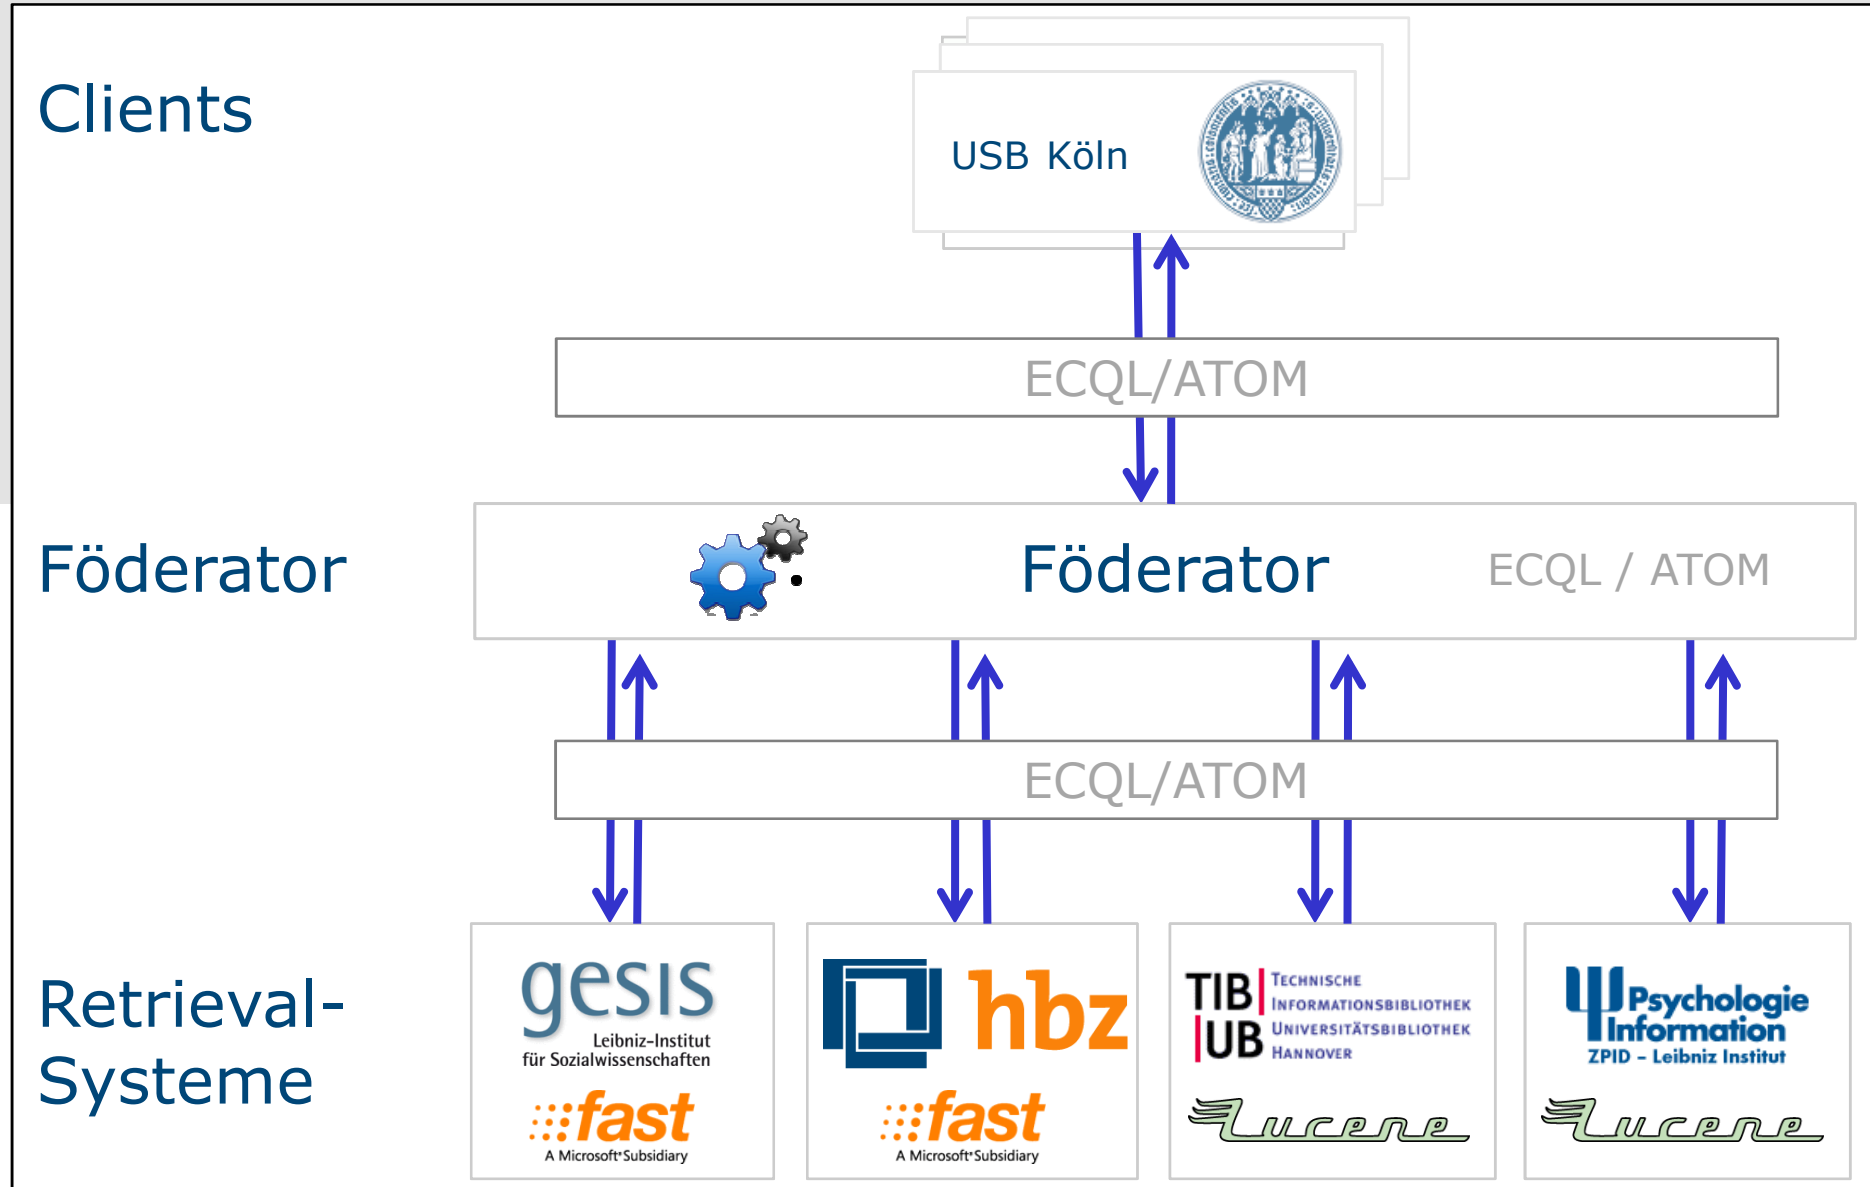 Clients
USB Köln
ECQL/ATOM
Föderator
Föderator
ECQL / ATOM
ECQL/ATOM
Retrieval-
Systeme
gesis
Leibniz-Institut
für Sozialwissenschaften
fast
A Microsoft® Subsidiary
hbz
fast
A Microsoft® Subsidiary
TIB
UB
TECHNISCHE
INFORMATIONSBIBLIOTHEK
UNIVERSITÄTSBIBLIOTHEK
HANNOVER
Lucene
Psychologie
Information
ZPID – Leibniz Institut
Lucene